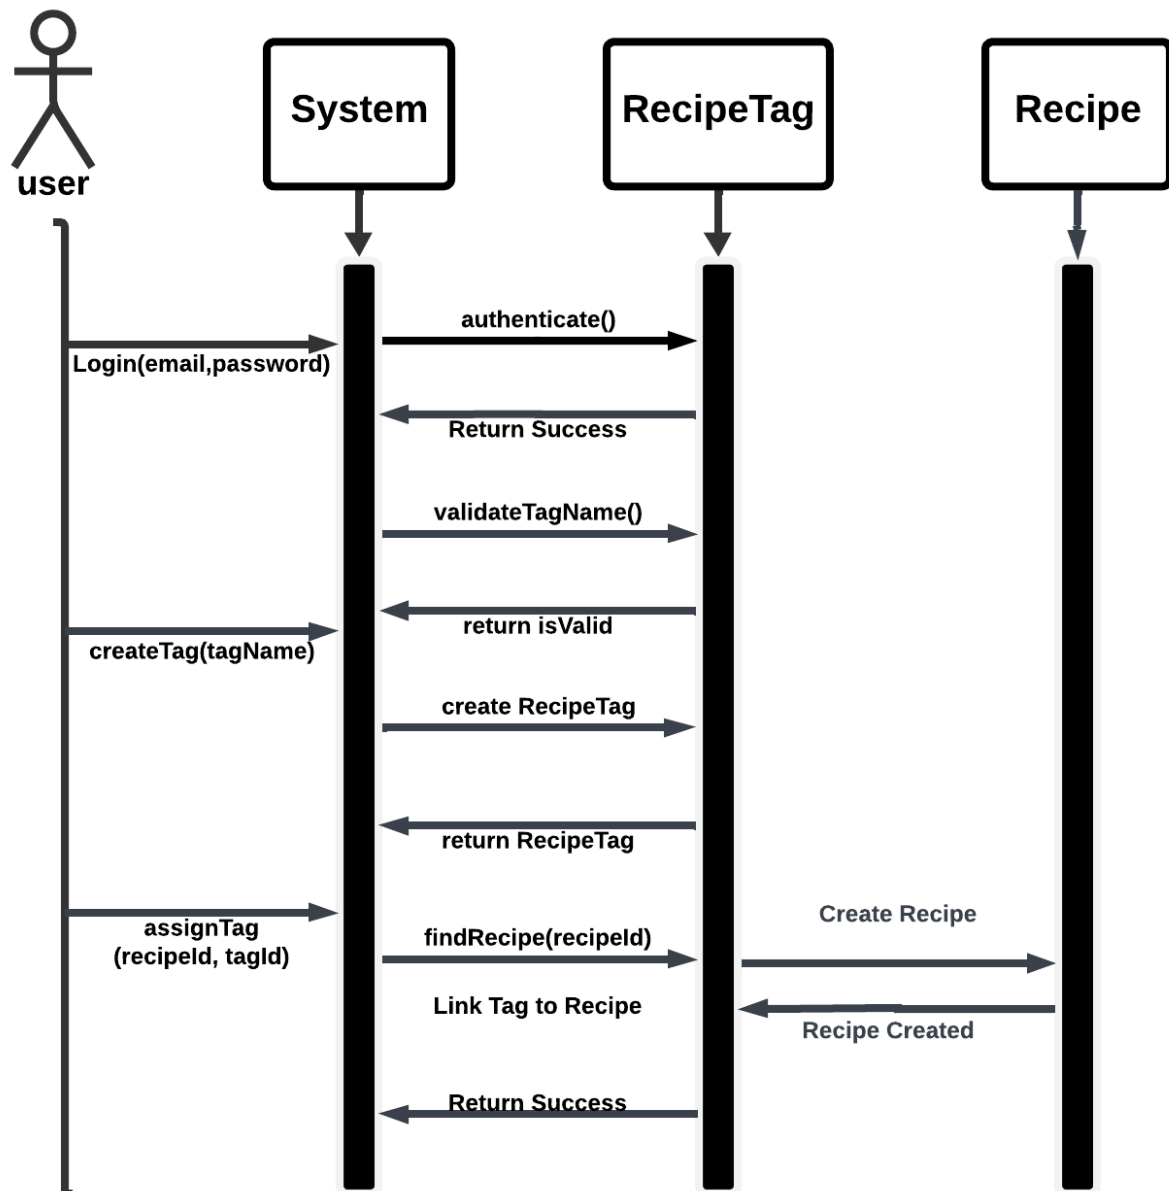 user
System
RecipeTag
Recipe
authenticate()
Login(email,password)
Return Success
validateTagName()
return isValid
createTag(tagName)
create RecipeTag
return RecipeTag
assignTag
(recipeId, tagId)
findRecipe(recipeId)
Create Recipe
Link Tag to Recipe
Recipe Created
Return Success